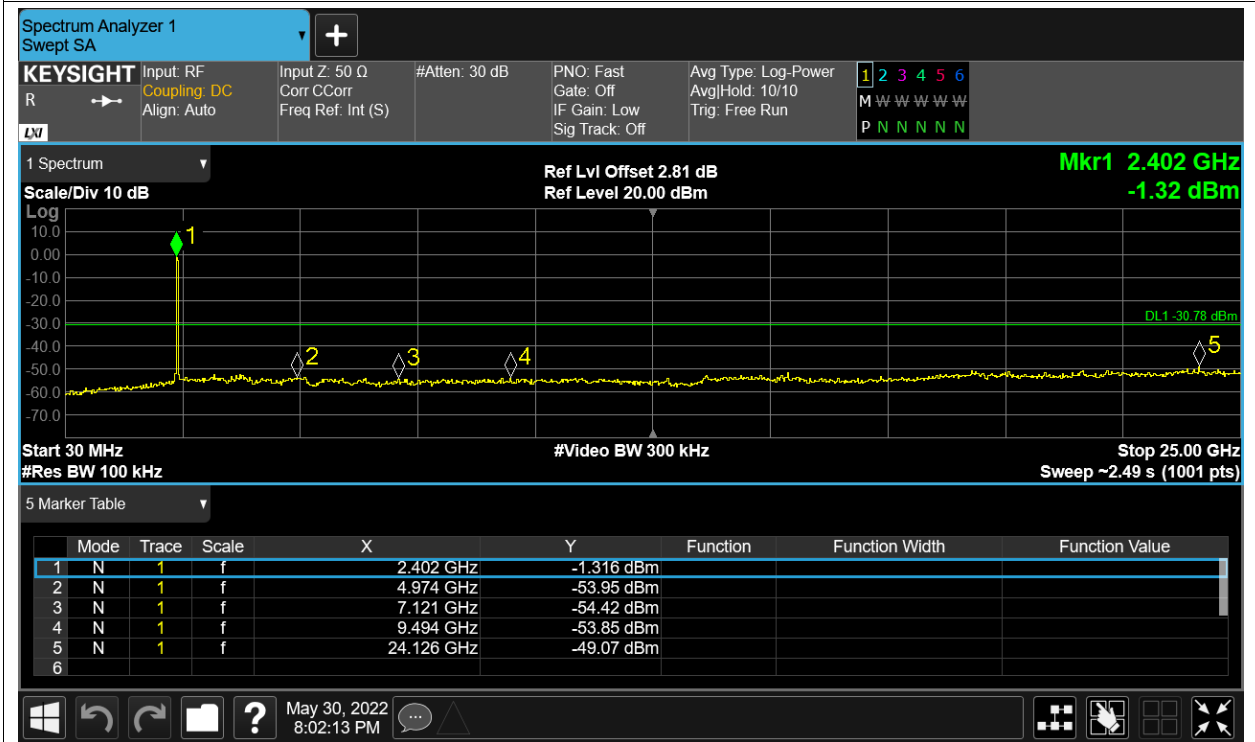 Spectrum Analyzer 1
Swept SA
+
KEYSIGHT
R
LXI
Input: RF
Coupling: DC
Align: Auto
Input Z: 50 Ω
Corr CCorr
Freq Ref: Int (S)
#Atten: 30 dB
PNO: Fast
Gate: Off
IF Gain: Low
Sig Track: Off
Avg Type: Log-Power
Avg|Hold: 10/10
Trig: Free Run
1 2 3 4 5 6
M W W W W W
P N N N N N
1 Spectrum
Scale/Div 10 dB
Ref Lvl Offset 2.81 dB
Ref Level 20.00 dBm
Mkr1 2.402 GHz
-1.32 dBm
Log
10.0
0.00
-10.0
-20.0
-30.0
-40.0
-50.0
-60.0
-70.0
1
2
3
4
5
DL1 -30.78 dBm
Start 30 MHz
#Video BW 300 kHz
Stop 25.00 GHz
#Res BW 100 kHz
Sweep ~2.49 s (1001 pts)
5 Marker Table
Mode Trace Scale X Y Function Function Width Function Value
1 N 1 f 2.402 GHz -1.316 dBm
2 N 1 f 4.974 GHz -53.95 dBm
3 N 1 f 7.121 GHz -54.42 dBm
4 N 1 f 9.494 GHz -53.85 dBm
5 N 1 f 24.126 GHz -49.07 dBm
6
?
May 30, 2022
8:02:13 PM